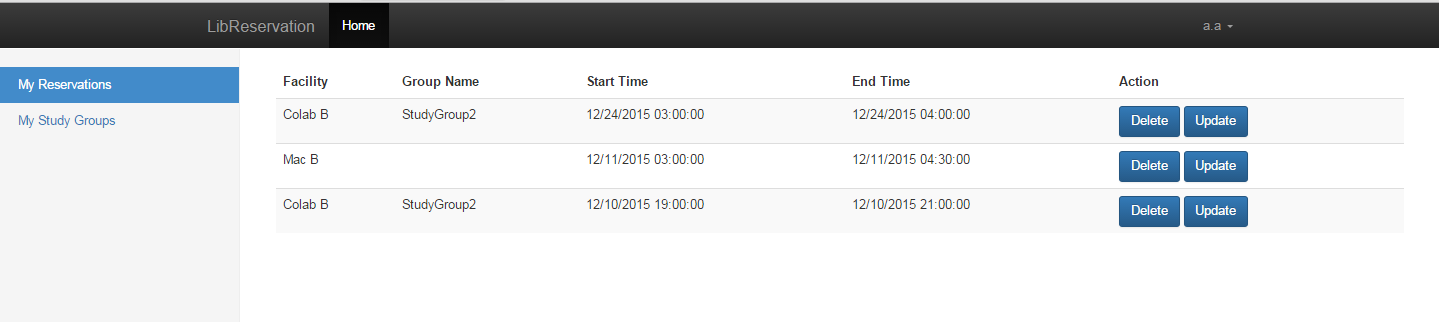 LibReservation Home a.a
My Reservations
My Study Groups
Facility Group Name Start Time End Time Action
Colab B StudyGroup2 12/24/2015 03:00:00 12/24/2015 04:00:00 Delete Update
Mac B 12/11/2015 03:00:00 12/11/2015 04:30:00 Delete Update
Colab B StudyGroup2 12/10/2015 19:00:00 12/10/2015 21:00:00 Delete Update